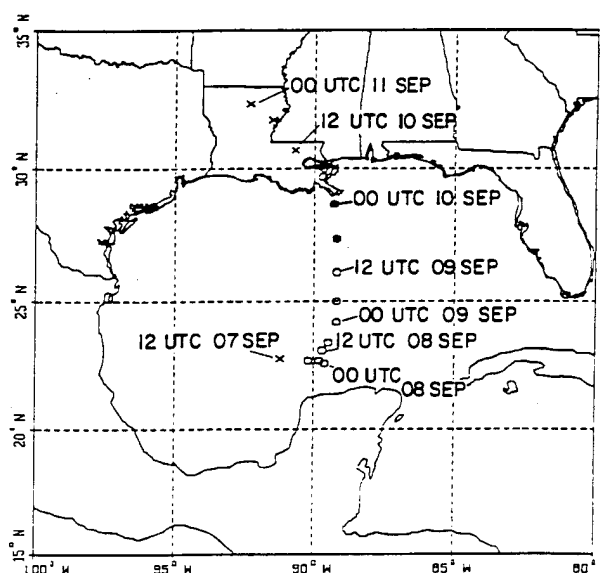 35° N
00 UTC 11 SEP
12 UTC 10 SEP
30° N
00 UTC 10 SEP
12 UTC 09 SEP
25° N
00 UTC 09 SEP
12 UTC 07 SEP
12 UTC 08 SEP
00 UTC
08 SEP
20° N
15° N
100° W
95° W
90° W
85° W
80° W